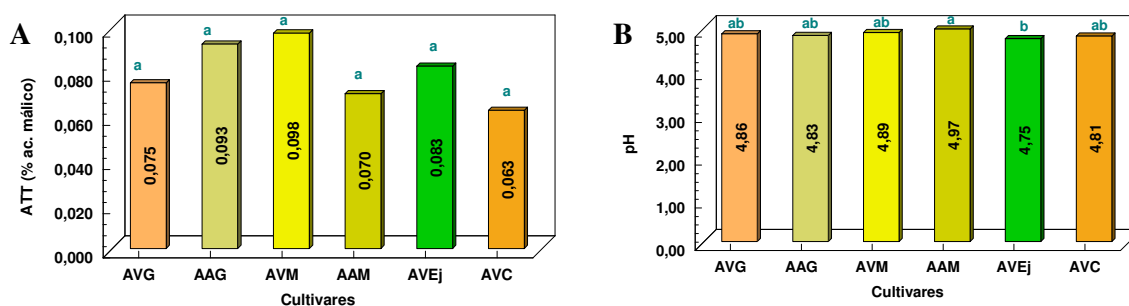 A
ATT (% ac. málico)
0,100
0,080
0,060
0,040
0,020
0,000
a a a a a a
0,075 0,093 0,098 0,070 0,083 0,063
AVG AAG AVM AAM AVEj AVC
Cultivares
B
pH
5,00
4,00
3,00
2,00
1,00
0,00
ab ab ab a b ab
4,86 4,83 4,89 4,97 4,75 4,81
AVG AAG AVM AAM AVEj AVC
Cultivares